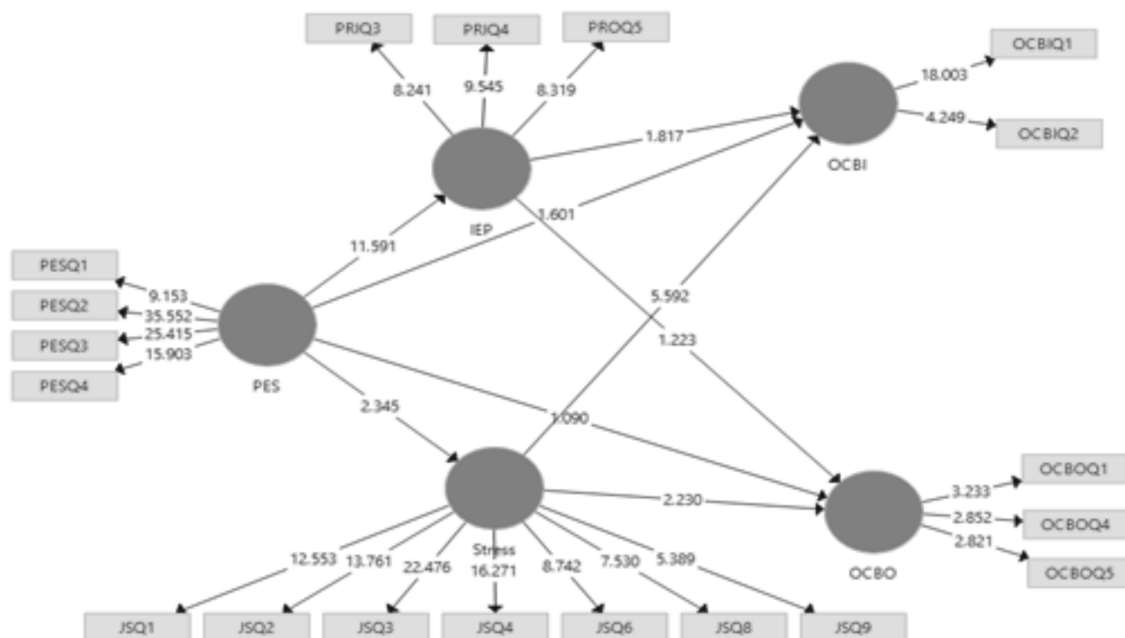 PRIQ3
PRIQ4
PROQ5
8.241
9.545
8.319
IEP
OCBIQ1
OCBIQ2
18.003
4.249
OCBI
1.817
1.601
11.591
PESQ1
PESQ2
PESQ3
PESQ4
9.153
35.552
25.415
15.903
PES
5.592
1.223
2.345
1.090
2.230
OCBOQ1
OCBOQ4
OCBOQ5
3.233
2.852
2.821
OCBO
Stress
12.553
13.761
22.476
16.271
8.742
7.530
5.389
JSQ1
JSQ2
JSQ3
JSQ4
JSQ6
JSQ8
JSQ9